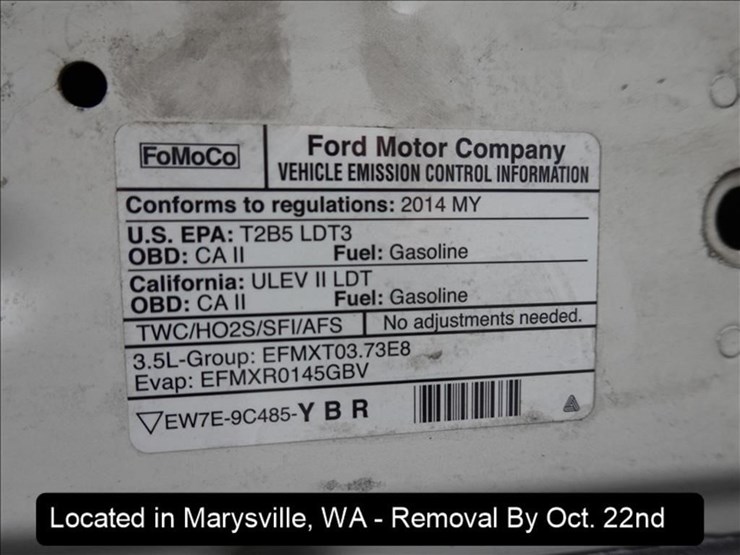 FoMoCo
Ford Motor Company
VEHICLE EMISSION CONTROL INFORMATION
Conforms to regulations: 2014 MY
U.S. EPA: T2B5 LDT3
OBD: CA II Fuel: Gasoline
California: ULEV II LDT
OBD: CA II Fuel: Gasoline
TWC/HO2S/SFI/AFS No adjustments needed.
3.5L-Group: EFMXT03.73E8
Evap: EFMXR0145GBV
EW7E-9C485-Y B R
Located in Marysville, WA - Removal By Oct. 22nd